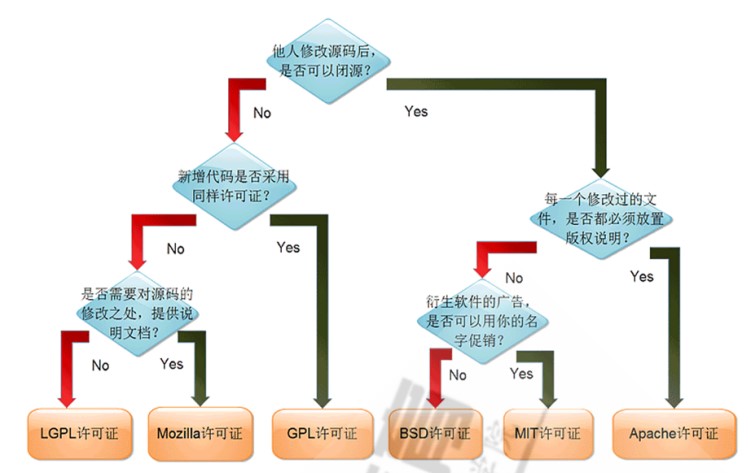 他人修改源码后，
是否可以闭源？
No
Yes
新增代码是否采用
同样许可证？
每一个修改过的文
件，是否都必须放置
版权说明？
No
Yes
No
Yes
是否需要对源码的
修改之处，提供说
明文档？
衍生软件的广告，
是否可以用你的名
字促销？
No
Yes
No
Yes
LGPL许可证
Mozilla许可证
GPL许可证
BSD许可证
MIT许可证
Apache许可证